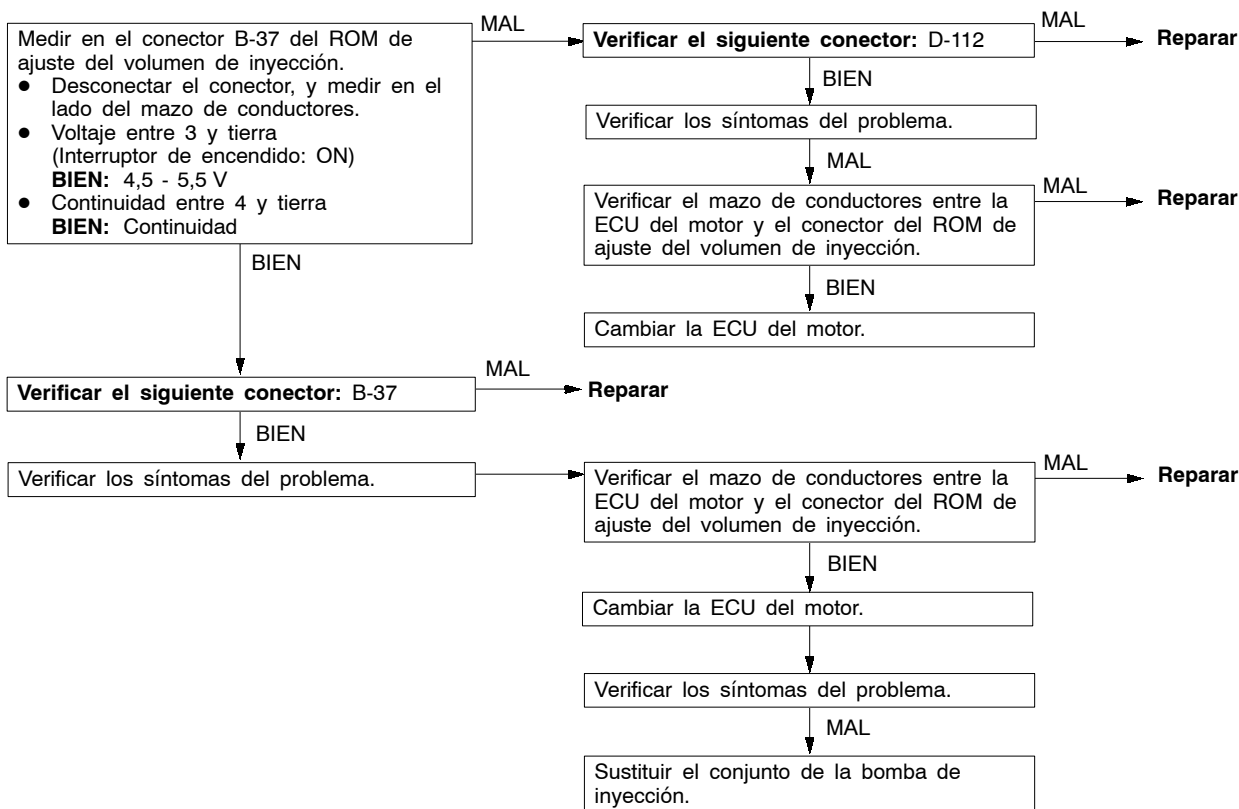 Medir en el conector B-37 del ROM de
ajuste del volumen de inyección.
● Desconectar el conector, y medir en el
lado del mazo de conductores.
● Voltaje entre 3 y tierra
(Interruptor de encendido: ON)
BIEN: 4,5 - 5,5 V
● Continuidad entre 4 y tierra
BIEN: Continuidad
MAL
Verificar el siguiente conector: D-112
MAL
Reparar
BIEN
Verificar los síntomas del problema.
MAL
Verificar el mazo de conductores entre la
ECU del motor y el conector del ROM de
ajuste del volumen de inyección.
MAL
Reparar
BIEN
Cambiar la ECU del motor.
BIEN
Verificar el siguiente conector: B-37
MAL
Reparar
BIEN
Verificar los síntomas del problema.
Verificar el mazo de conductores entre la
ECU del motor y el conector del ROM de
ajuste del volumen de inyección.
MAL
Reparar
BIEN
Cambiar la ECU del motor.
Verificar los síntomas del problema.
MAL
Sustituir el conjunto de la bomba de
inyección.